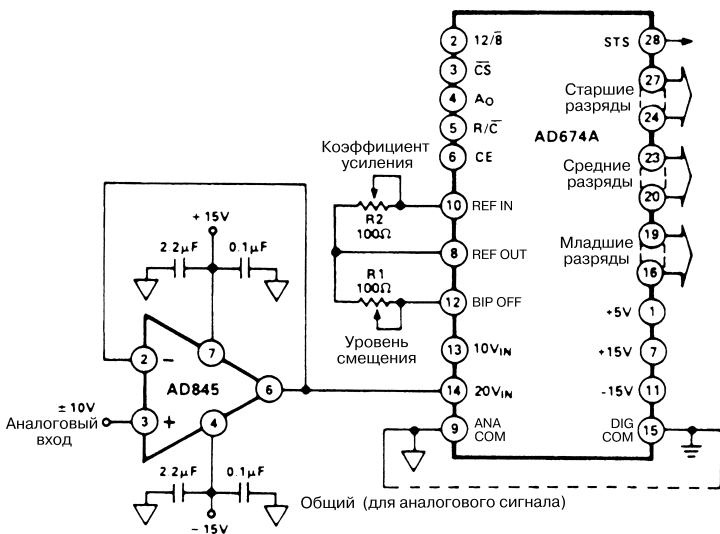 2 12/B̅ STS 28
3 C̅S̅ 27
4 A₀ Старшие разряды
24
5 R/C̅ AD674A
6 CE 23
Средние разряды
20
Коэффициент
усиления
R2
100Ω
10 REF IN 19
8 REF OUT Младшие разряды
16
R1
100Ω
12 BIP OFF +5V 1
Уровень
смещения
13 10VIN +15V 7
14 20VIN -15V 11
9 ANA COM DIG COM 15
+15V
2.2µF 0.1µF
2 − 7
AD845 6
±10V
Аналоговый
вход
3 + 4
2.2µF 0.1µF
Общий (для аналогового сигнала)
-15V